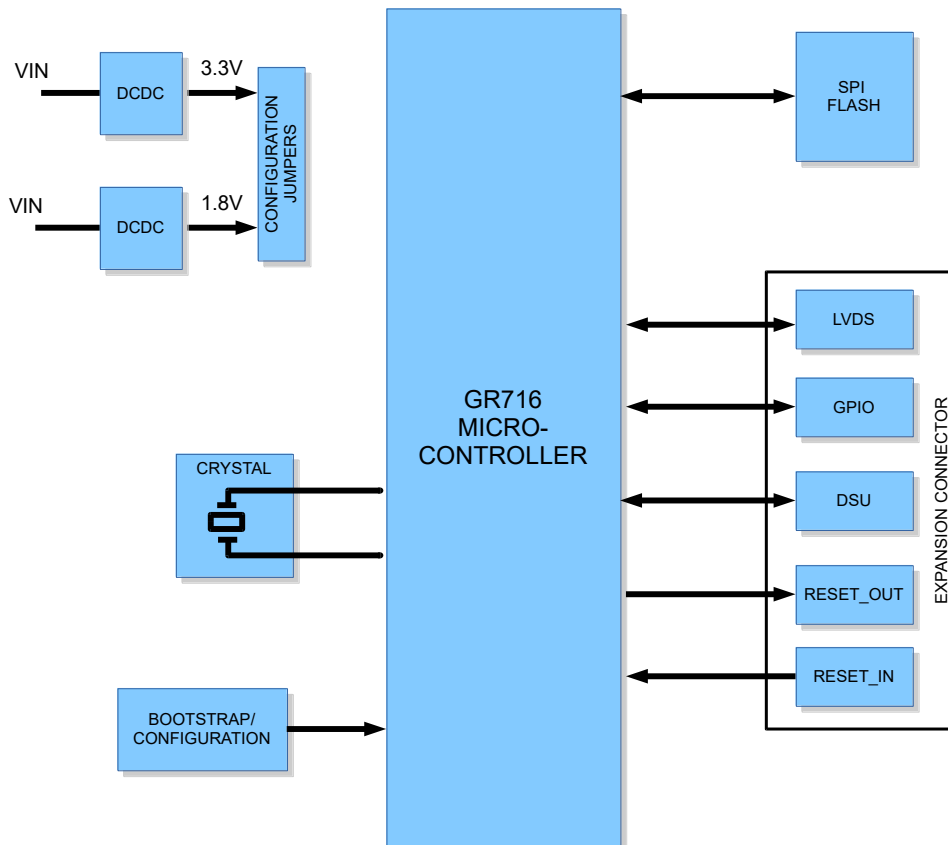 VIN
DCDC
3.3V
VIN
DCDC
1.8V
CONFIGURATION
JUMPERS
CRYSTAL
BOOTSTRAP/
CONFIGURATION
GR716
MICRO-
CONTROLLER
SPI
FLASH
LVDS
GPIO
DSU
RESET_OUT
RESET_IN
EXPANSION CONNECTOR